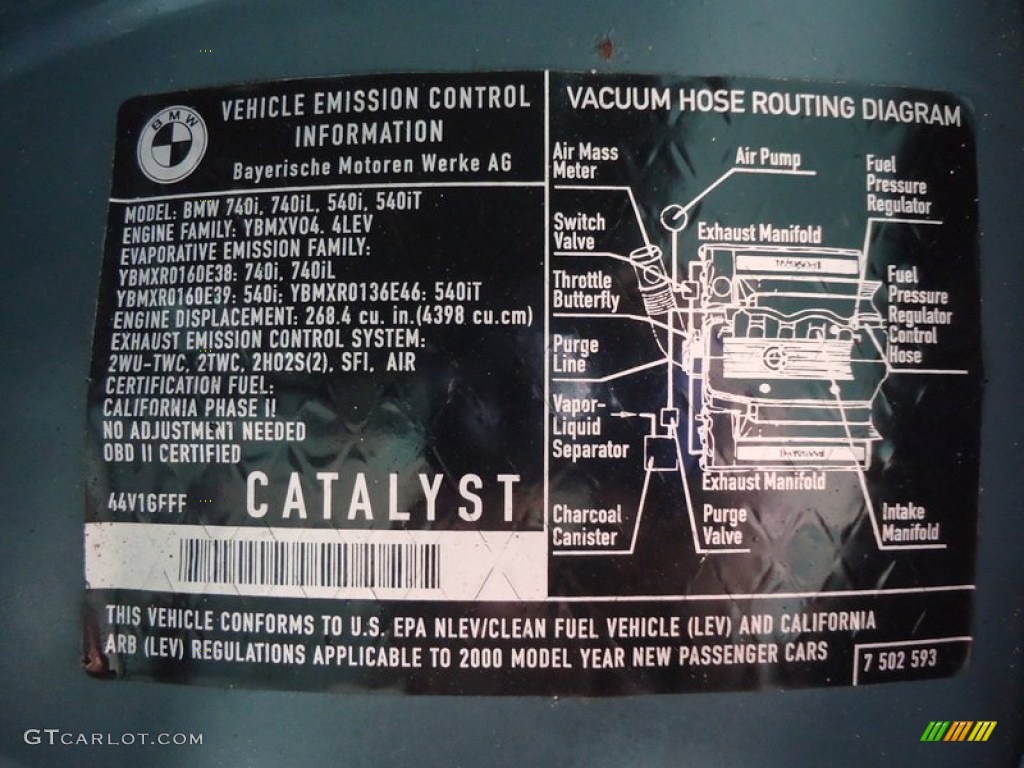 BMW
VEHICLE EMISSION CONTROL
INFORMATION
Bayerische Motoren Werke AG
MODEL: BMW 740i, 740iL, 540i, 540iT
ENGINE FAMILY: YBMXV04. 4LEV
EVAPORATIVE EMISSION FAMILY:
YBMXR0160E38: 740i, 740iL
YBMXR0160E39: 540i; YBMXR0136E46: 540iT
ENGINE DISPLACEMENT: 268.4 cu. in.(4398 cu.cm)
EXHAUST EMISSION CONTROL SYSTEM:
2WU-TWC, 2TWC, 2HO2S(2), SFI, AIR
CERTIFICATION FUEL:
CALIFORNIA PHASE II
NO ADJUSTMENT NEEDED
OBD II CERTIFIED
44V1GFFF
CATALYST
VACUUM HOSE ROUTING DIAGRAM
Air Mass
Meter
Air Pump
Fuel
Pressure
Regulator
Switch
Valve
Exhaust Manifold
Throttle
Butterfly
Fuel
Pressure
Regulator
Control
Hose
Purge
Line
Vapor-
Liquid
Separator
Exhaust Manifold
Charcoal
Canister
Purge
Valve
Intake
Manifold
THIS VEHICLE CONFORMS TO U.S. EPA NLEV/CLEAN FUEL VEHICLE (LEV) AND CALIFORNIA
ARB (LEV) REGULATIONS APPLICABLE TO 2000 MODEL YEAR NEW PASSENGER CARS
7 502 593
GTCARLOT.COM